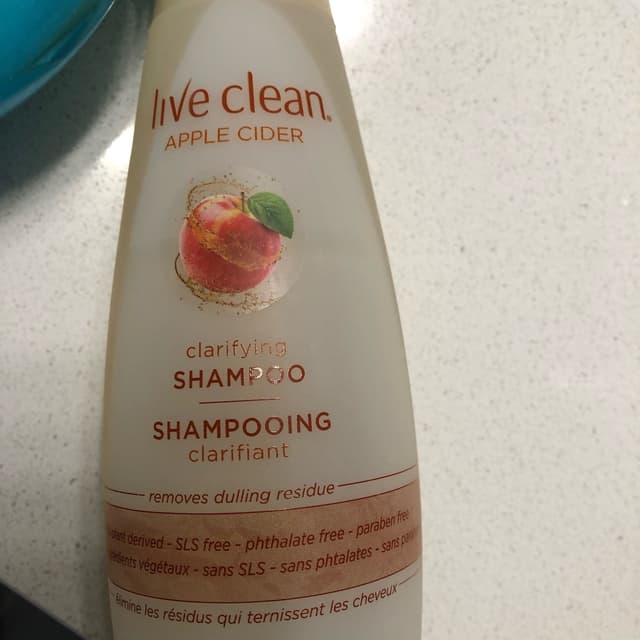 live clean.
APPLE CIDER
clarifying
SHAMPOO
SHAMPOOING
clarifiant
removes dulling residue
derived - SLS free - phthalate free - paraben free
végétaux - sans SLS - sans phtalates - sans
élimine les résidus qui ternissent les cheveux